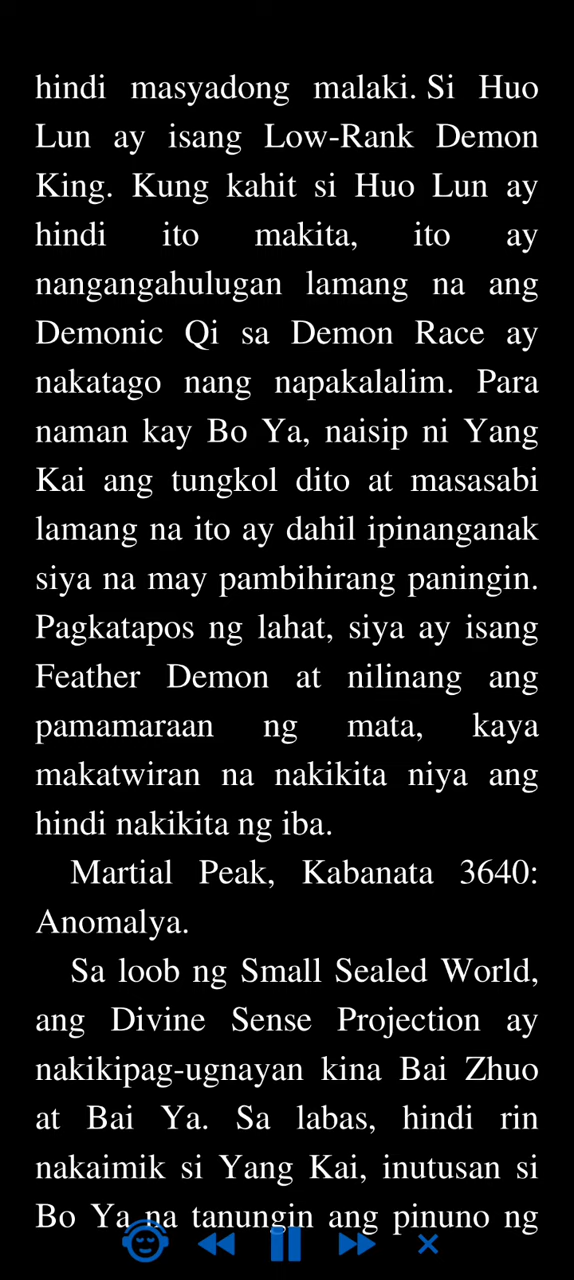 hindi masyadong malaki. Si Huo
Lun ay isang Low-Rank Demon
King. Kung kahit si Huo Lun ay
hindi ito makita, ito ay
nangangahulugan lamang na ang
Demonic Qi sa Demon Race ay
nakatago nang napakalalim. Para
naman kay Bo Ya, naisip ni Yang
Kai ang tungkol dito at masasabi
lamang na ito ay dahil ipinanganak
siya na may pambihirang paningin.
Pagkatapos ng lahat, siya ay isang
Feather Demon at nilinang ang
pamamaraan ng mata, kaya
makatwiran na nakikita niya ang
hindi nakikita ng iba.
Martial Peak, Kabanata 3640:
Anomalya.
Sa loob ng Small Sealed World,
ang Divine Sense Projection ay
nakikipag-ugnayan kina Bai Zhuo
at Bai Ya. Sa labas, hindi rin
nakaimik si Yang Kai, inutusan si
Bo Ya na tanungin ang pinuno ng